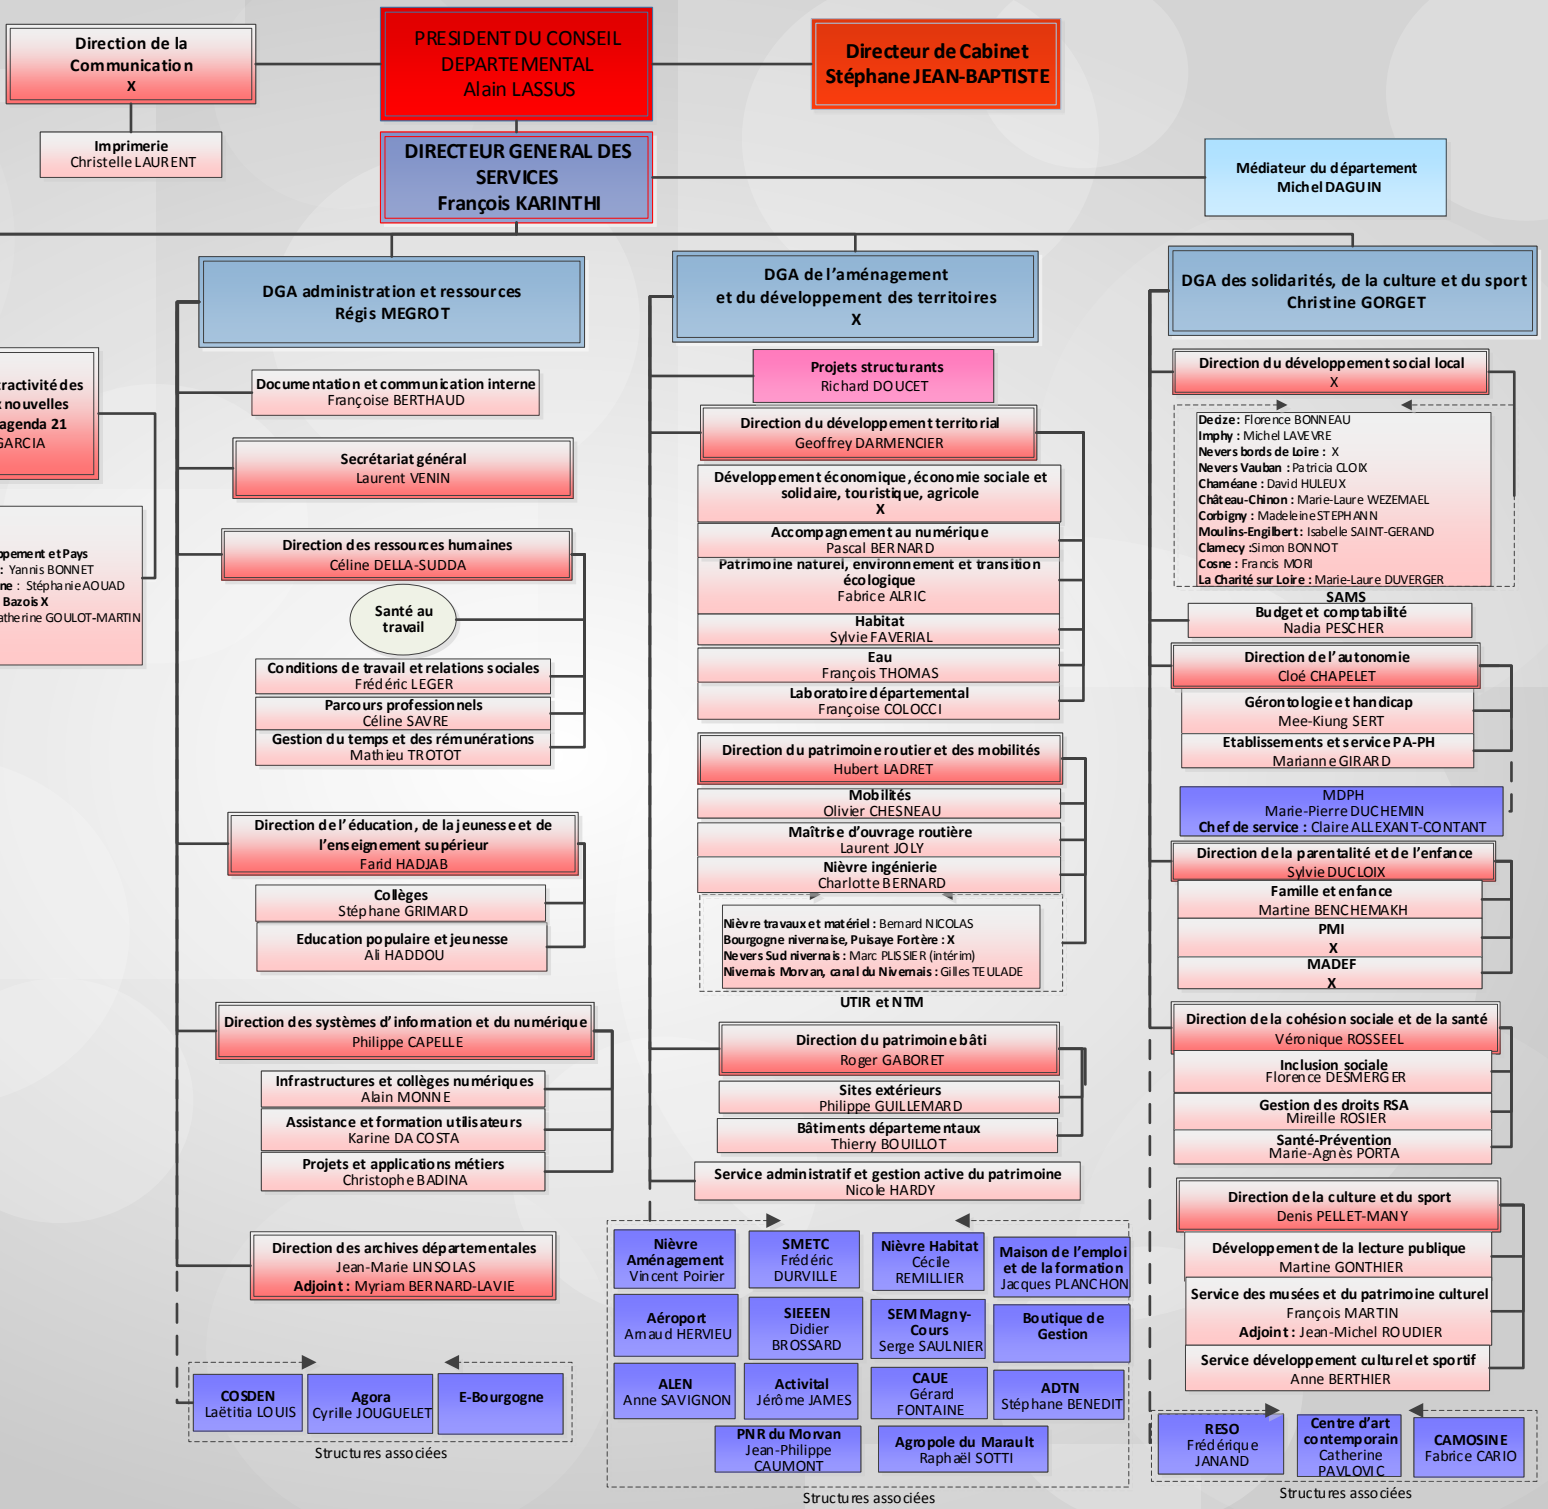 Direction de la
Communication
X
PRESIDENT DU CONSEIL
DEPARTEMENTAL
Alain LASSUS
Directeur de Cabinet
Stéphane JEAN-BAPTISTE
Imprimerie
Christelle LAURENT
DIRECTEUR GENERAL DES
SERVICES
François KARINTHI
Médiateur du département
Michel DAGUIN
tractivité des
x nouvelles
agenda 21
GARCIA
ppement et Pays
: Yannis BONNET
ne : Stéphanie AOUAD
Bazois X
atherine GOULOT-MARTIN
DGA administration et ressources
Régis MEGROT
Documentation et communication interne
Françoise BERTHAUD
Secrétariat général
Laurent VENIN
Direction des ressources humaines
Céline DELLA-SUDDA
Santé au
travail
Conditions de travail et relations sociales
Frédéric LEGER
Parcours professionnels
Céline SAVRE
Gestion du temps et des rémunérations
Mathieu TROTOT
Direction de l'éducation, de la jeunesse et de
l'enseignement supérieur
Farid HADJAB
Collèges
Stéphane GRIMARD
Education populaire et jeunesse
Ali HADDOU
Direction des systèmes d'information et du numérique
Philippe CAPELLE
Infrastructures et collèges numériques
Alain MONNE
Assistance et formation utilisateurs
Karine DA COSTA
Projets et applications métiers
Christophe BADINA
Direction des archives départementales
Jean-Marie LINSOLAS
Adjoint : Myriam BERNARD-LAVIE
COSDEN
Laëtitia LOUIS
Agora
Cyrille JOUGUELET
E-Bourgogne
Structures associées
DGA de l'aménagement
et du développement des territoires
X
Projets structurants
Richard DOUCET
Direction du développement territorial
Geoffrey DARMENCIER
Développement économique, économie sociale et
solidaire, touristique, agricole
X
Accompagnement au numérique
Pascal BERNARD
Patrimoine naturel, environnement et transition
écologique
Fabrice ALRIC
Habitat
Sylvie FAVERIAL
Eau
François THOMAS
Laboratoire départemental
Françoise COLOCCI
Direction du patrimoine routier et des mobilités
Hubert LADRET
Mobilités
Olivier CHESNEAU
Maîtrise d'ouvrage routière
Laurent JOLY
Nièvre ingénierie
Charlotte BERNARD
Nièvre travaux et matériel : Bernard NICOLAS
Bourgogne nivernaise, Puisaye Fortère : X
Nevers Sud nivernais : Marc PLISSIER (intérim)
Nivernais Morvan, canal du Nivernais : Gilles TEULADE
UTIR et NTM
Direction du patrimoine bâti
Roger GABORET
Sites extérieurs
Philippe GUILLEMARD
Bâtiments départementaux
Thierry BOUILLOT
Service administratif et gestion active du patrimoine
Nicole HARDY
Nièvre
Aménagement
Vincent Poirier
SMETC
Frédéric
DURVILLE
Nièvre Habitat
Cécile
REMILLIER
Maison de l'emploi
et de la formation
Jacques PLANCHON
Aéroport
Arnaud HERVIEU
SIEEEN
Didier
BROSSARD
SEM Magny-
Cours
Serge SAULNIER
Boutique de
Gestion
ALEN
Anne SAVIGNON
Activital
Jérôme JAMES
CAUE
Gérard
FONTAINE
ADTN
Stéphane BENEDIT
PNR du Morvan
Jean-Philippe
CAUMONT
Agropole du Marault
Raphaël SOTTI
Structures associées
DGA des solidarités, de la culture et du sport
Christine GORGET
Direction du développement social local
X
Decize : Florence BONNEAU
Imphy : Michel LAVEVRE
Nevers bords de Loire : X
Nevers Vauban : Patricia CLOIX
Chaméane : David HULEUX
Château-Chinon : Marie-Laure WEZEMAEL
Corbigny : Madeleine STEPHANN
Moulins-Engilbert : Isabelle SAINT-GERAND
Clamecy :Simon BONNOT
Cosne : Francis MORI
La Charité sur Loire : Marie-Laure DUVERGER
SAMS
Budget et comptabilité
Nadia PESCHER
Direction de l'autonomie
Cloé CHAPELET
Gérontologie et handicap
Mee-Kiung SERT
Etablissements et service PA-PH
Marianne GIRARD
MDPH
Marie-Pierre DUCHEMIN
Chef de service : Claire ALLEXANT-CONTANT
Direction de la parentalité et de l'enfance
Sylvie DUCLOIX
Famille et enfance
Martine BENCHEMAKH
PMI
X
MADEF
X
Direction de la cohésion sociale et de la santé
Véronique ROSSEEL
Inclusion sociale
Florence DESMERGER
Gestion des droits RSA
Mireille ROSIER
Santé-Prévention
Marie-Agnès PORTA
Direction de la culture et du sport
Denis PELLET-MANY
Développement de la lecture publique
Martine GONTHIER
Service des musées et du patrimoine culturel
François MARTIN
Adjoint : Jean-Michel ROUDIER
Service développement culturel et sportif
Anne BERTHIER
RESO
Frédérique
JANAND
Centre d'art
contemporain
Catherine
PAVLOVIC
CAMOSINE
Fabrice CARIO
Structures associées